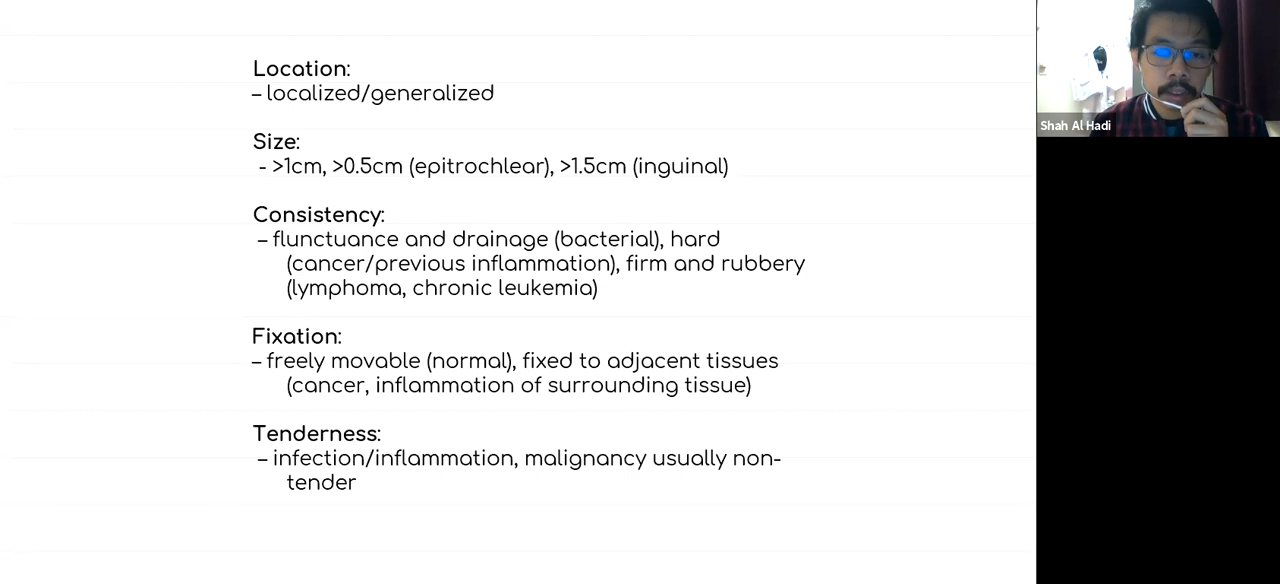 Location:
– localized/generalized
Size:
- >1cm, >0.5cm (epitrochlear), >1.5cm (inguinal)
Consistency:
– flunctuance and drainage (bacterial), hard
(cancer/previous inflammation), firm and rubbery
(lymphoma, chronic leukemia)
Fixation:
– freely movable (normal), fixed to adjacent tissues
(cancer, inflammation of surrounding tissue)
Tenderness:
– infection/inflammation, malignancy usually non-
tender
Shah Al Hadi